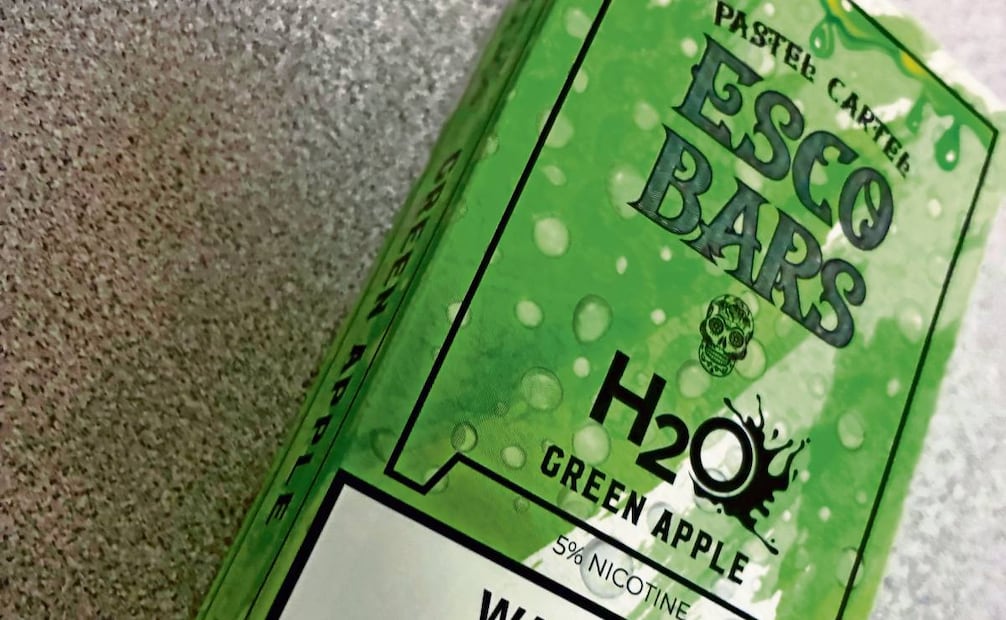 PASTEL CARTEL
ESCO
BARS
H2O
GREEN APPLE
5% NICOTINE
GREEN APPLE